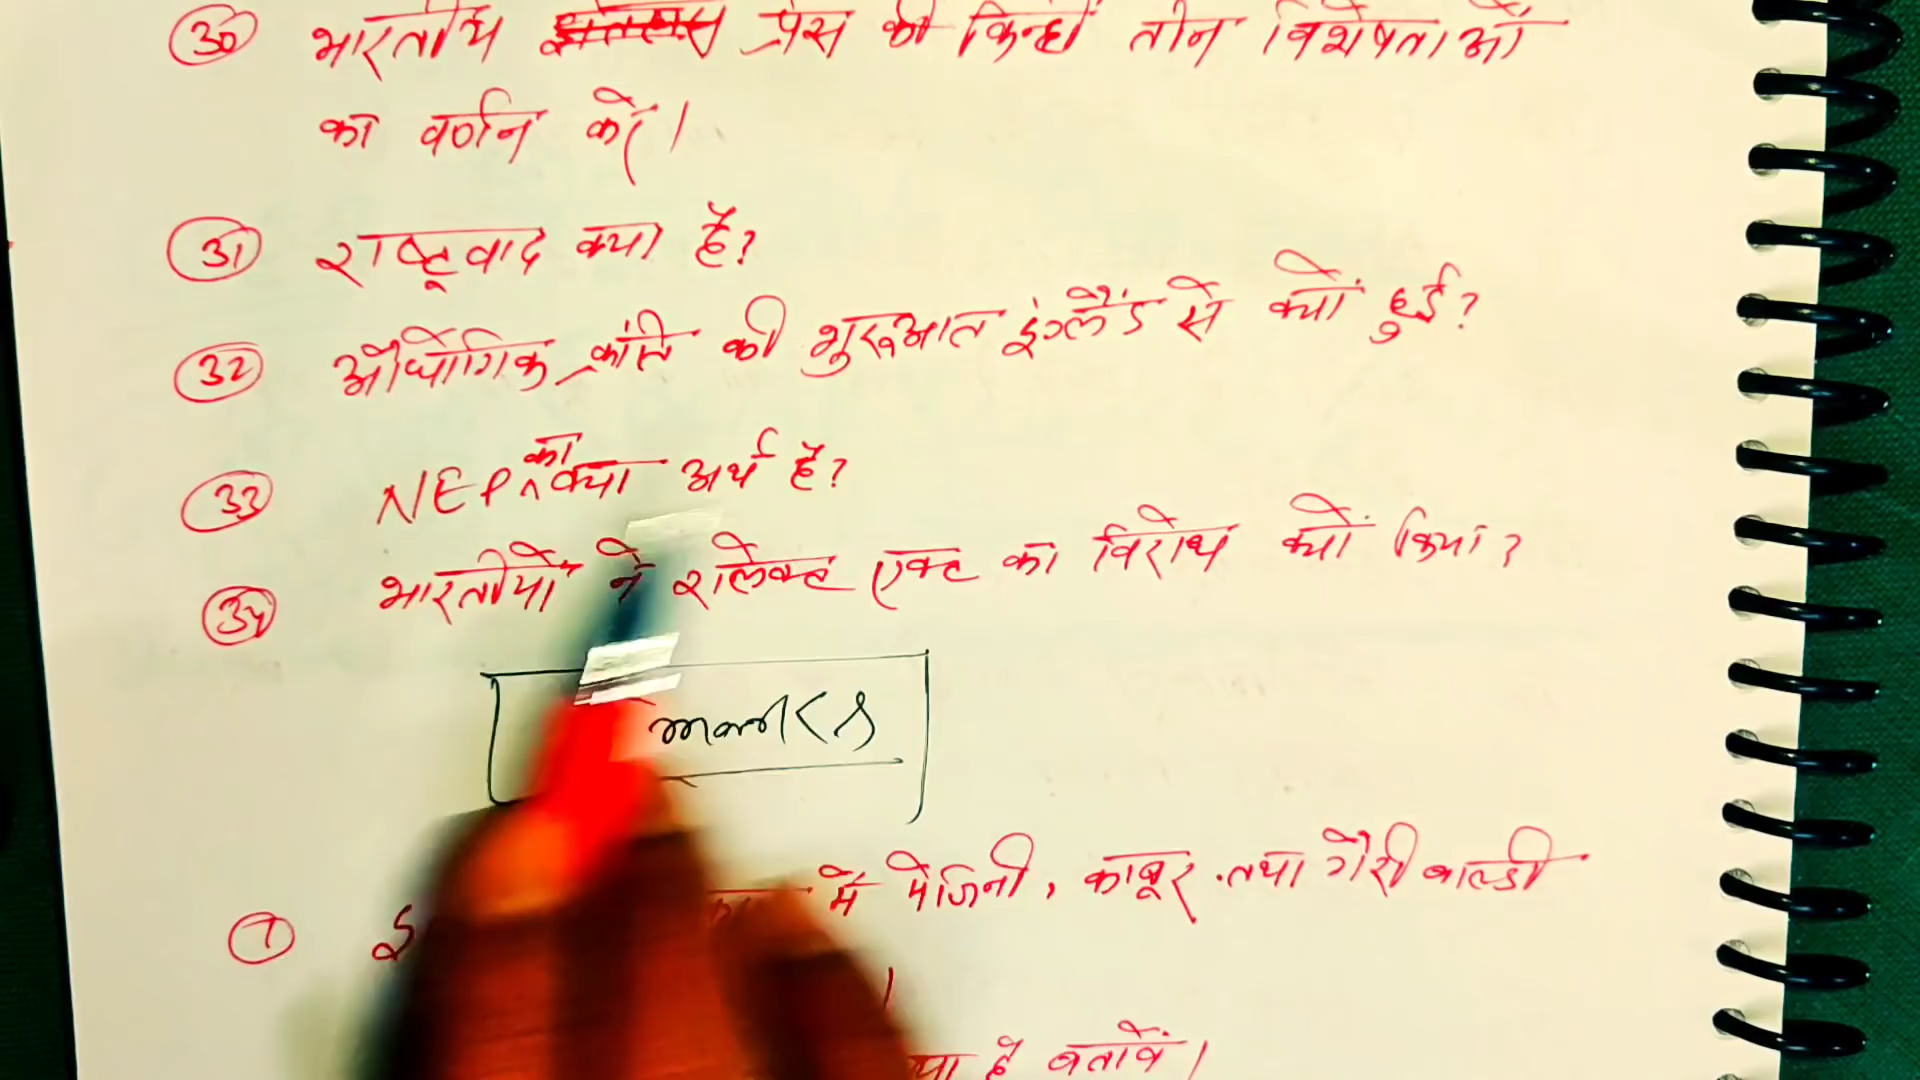 30 भारतीय प्रेस की किन्हीं तीन विशेषताओं
का वर्णन करें।
31 राष्ट्रवाद क्या है?
32 औद्योगिक क्रांति की शुरूआत इंग्लैंड से क्यों हुई?
33 NEP का क्या अर्थ है?
34 भारतीयों ने रॉलेक्ट एक्ट का विरोध क्यों किया?
marks
1 में मेजिनी, काबूर तथा गैरीबाल्डी
।
है बतावें।